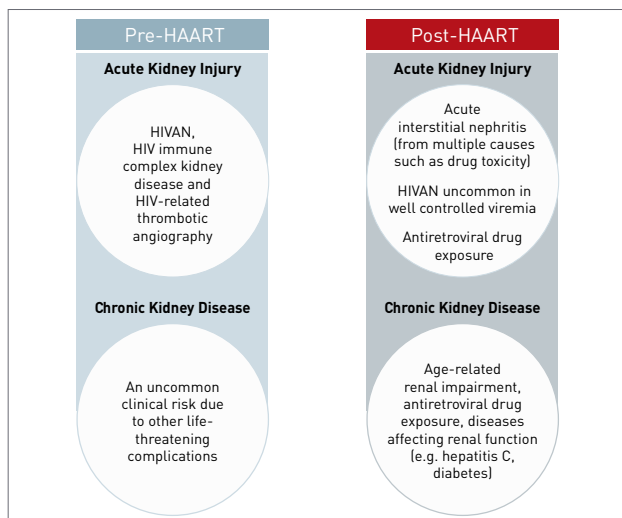 Pre-HAART
Acute Kidney Injury
HIVAN,
HIV immune
complex kidney
disease and
HIV-related
thrombotic
angiography
Chronic Kidney Disease
An uncommon
clinical risk due
to other life-
threatening
complications
Post-HAART
Acute Kidney Injury
Acute
interstitial nephritis
(from multiple causes
such as drug toxicity)
HIVAN uncommon in
well controlled viremia
Antiretroviral drug
exposure
Chronic Kidney Disease
Age-related
renal impairment,
antiretroviral drug
exposure, diseases
affecting renal function
(e.g. hepatitis C,
diabetes)